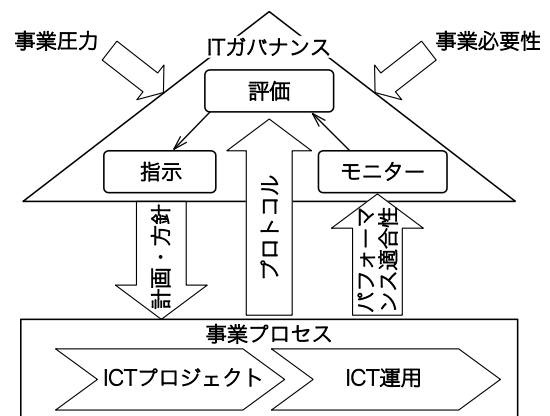 事業圧力
ITガバナンス
事業必要性
評価
指示
モニター
計画・方針
プロトコル
パフォーマ
ンス適合性
事業プロセス
ICTプロジェクト
ICT運用